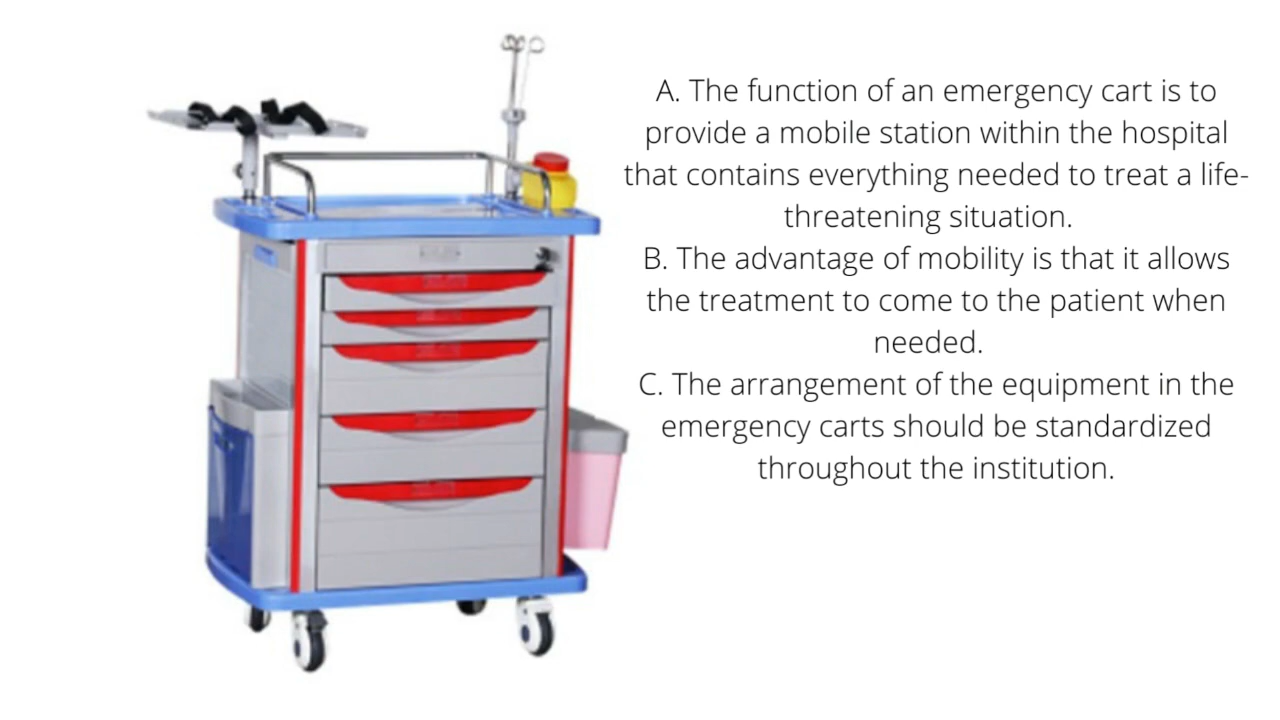 A. The function of an emergency cart is to
provide a mobile station within the hospital
that contains everything needed to treat a life-
threatening situation.
B. The advantage of mobility is that it allows
the treatment to come to the patient when
needed.
C. The arrangement of the equipment in the
emergency carts should be standardized
throughout the institution.